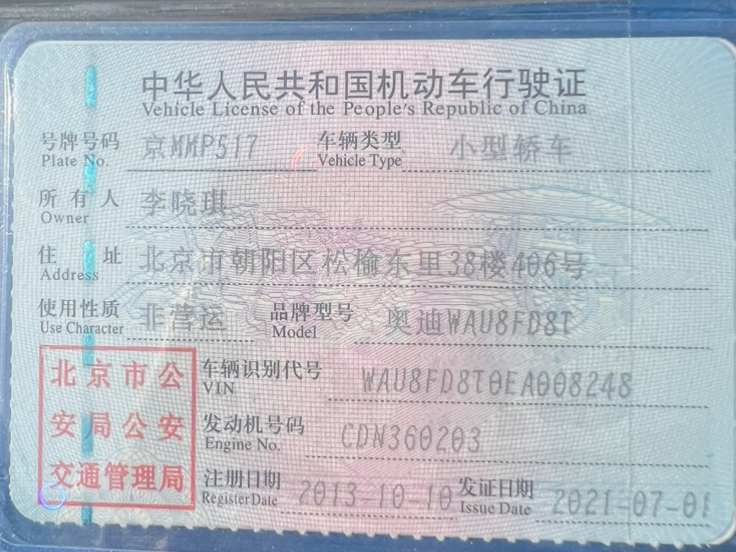 中华人民共和国机动车行驶证
Vehicle License of the People's Republic of China
号牌号码 京MMP517 车辆类型 小型轿车
Plate No. Vehicle Type
所有人 李晓琪
Owner
住址 北京市朝阳区松榆东里38楼406号
Address
使用性质 非营运 品牌型号 奥迪WAU8FD8T
Use Character Model
北京市公
安局公安
交通管理局
车辆识别代号 WAU8FD8T0EA008248
VIN
发动机号码 CDN360203
Engine No.
注册日期 2013-10-10 发证日期 2021-07-01
Register Date Issue Date